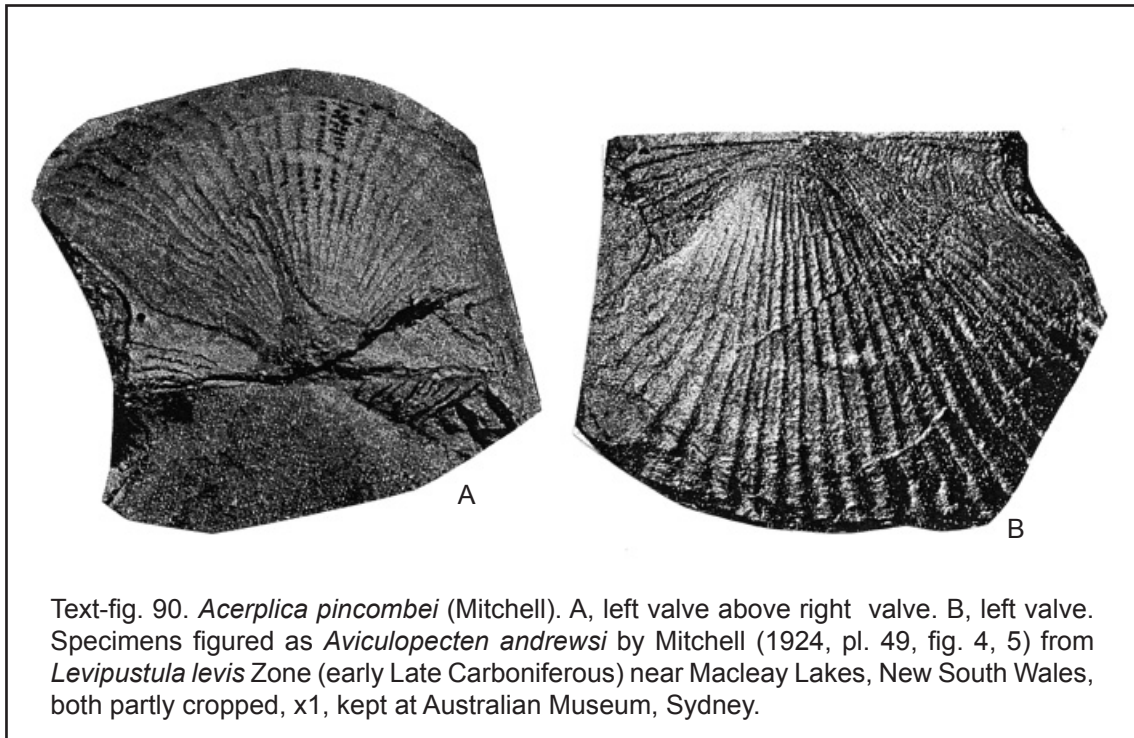 A
B
Text-fig. 90. Acerplica pincombei (Mitchell). A, left valve above right valve. B, left valve.
Specimens figured as Aviculopecten andrewsi by Mitchell (1924, pl. 49, fig. 4, 5) from
Levipustula levis Zone (early Late Carboniferous) near Macleay Lakes, New South Wales,
both partly cropped, x1, kept at Australian Museum, Sydney.